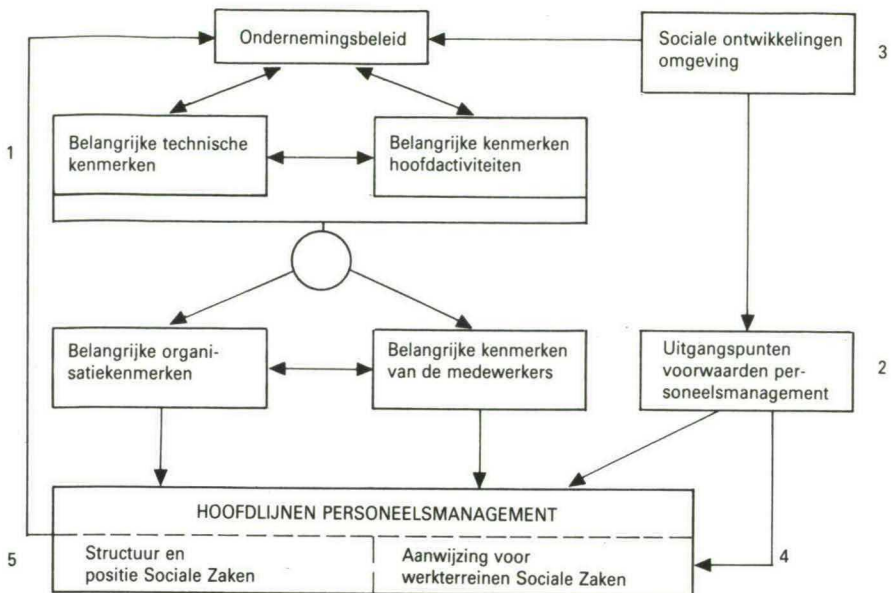 Ondernemingsbeleid
Sociale ontwikkelingen
omgeving
3
1
Belangrijke technische
kenmerken
Belangrijke kenmerken
hoofdactiviteiten
Belangrijke organi-
satiekenmerken
Belangrijke kenmerken
van de medewerkers
Uitgangspunten
voorwaarden per-
soneelsmanagement
2
HOOFDLIJNEN PERSONEELSMANAGEMENT
5
Structuur en
positie Sociale Zaken
Aanwijzing voor
werkterreinen Sociale Zaken
4